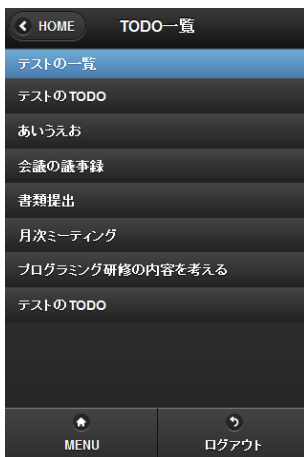 HOME TODO一覧
テストの一覧
テストのTODO
あいうえお
会議の議事録
書類提出
月次ミーティング
プログラミング研修の内容を考える
テストのTODO
MENU ログアウト